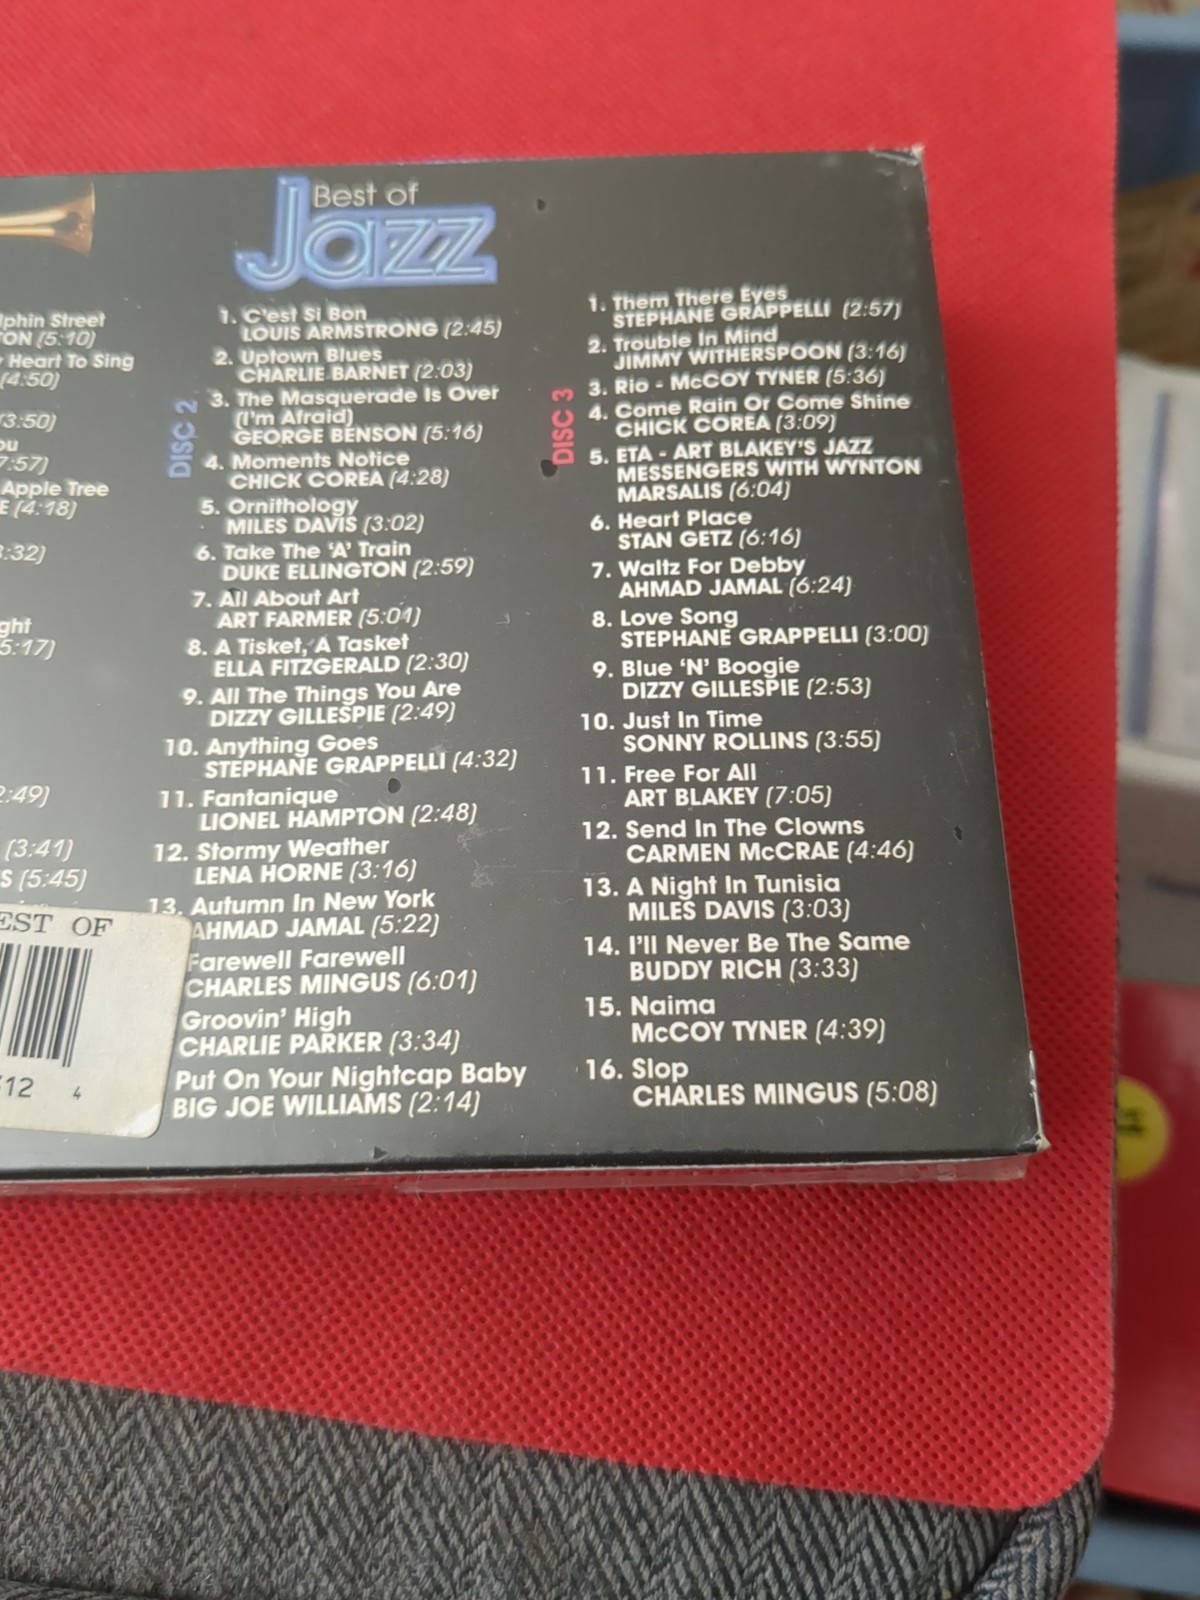 Best of
Jazz
lphin Street
TON (5:10)
Heart To Sing
(4:50)
(3:50)
ou
7:57)
Apple Tree
E (4:18)
:32)
ght
5:17)
2:49)
(3:41)
S (5:45)
EST OF
312 4
DISC 2
1. C'est Si Bon
LOUIS ARMSTRONG (2:45)
2. Uptown Blues
CHARLIE BARNET (2:03)
3. The Masquerade Is Over
(I'm Afraid)
GEORGE BENSON (5:16)
4. Moments Notice
CHICK COREA (4:28)
5. Ornithology
MILES DAVIS (3:02)
6. Take The 'A' Train
DUKE ELLINGTON (2:59)
7. All About Art
ART FARMER (5:01)
8. A Tisket, A Tasket
ELLA FITZGERALD (2:30)
9. All The Things You Are
DIZZY GILLESPIE (2:49)
10. Anything Goes
STEPHANE GRAPPELLI (4:32)
11. Fantanique
LIONEL HAMPTON (2:48)
12. Stormy Weather
LENA HORNE (3:16)
13. Autumn In New York
AHMAD JAMAL (5:22)
Farewell Farewell
CHARLES MINGUS (6:01)
Groovin' High
CHARLIE PARKER (3:34)
Put On Your Nightcap Baby
BIG JOE WILLIAMS (2:14)
DISC 3
1. Them There Eyes
STEPHANE GRAPPELLI (2:57)
2. Trouble In Mind
JIMMY WITHERSPOON (3:16)
3. Rio - McCOY TYNER (5:36)
4. Come Rain Or Come Shine
CHICK COREA (3:09)
5. ETA - ART BLAKEY'S JAZZ
MESSENGERS WITH WYNTON
MARSALIS (6:04)
6. Heart Place
STAN GETZ (6:16)
7. Waltz For Debby
AHMAD JAMAL (6:24)
8. Love Song
STEPHANE GRAPPELLI (3:00)
9. Blue 'N' Boogie
DIZZY GILLESPIE (2:53)
10. Just In Time
SONNY ROLLINS (3:55)
11. Free For All
ART BLAKEY (7:05)
12. Send In The Clowns
CARMEN McCRAE (4:46)
13. A Night In Tunisia
MILES DAVIS (3:03)
14. I'll Never Be The Same
BUDDY RICH (3:33)
15. Naima
McCOY TYNER (4:39)
16. Slop
CHARLES MINGUS (5:08)